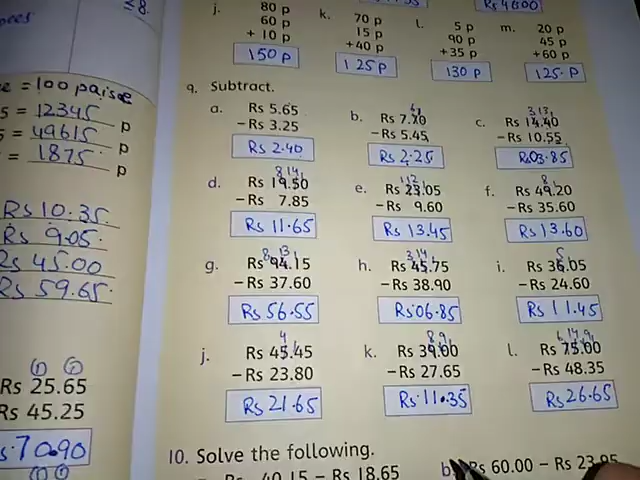 j. 80 p k. 70 p l. 5 p m. 20 p
60 p 15 p 90 p 45 p
+ 10 p +40 p +35 p +60 p
150 p 125 p 130 p 125 p
= 100 paise
= 12345 p
= 49615 p
= 1875 p
Rs 10.35
Rs 9.05
Rs 45.00
Rs 59.65
Rs 25.65
Rs 45.25
70.90
9. Subtract.
a. Rs 5.65 b. Rs 7.70 c. Rs 14.40
− Rs 3.25 − Rs 5.45 − Rs 10.55
Rs 2.40 Rs 2.25 Rs 03.85
d. Rs 19.50 e. Rs 23.05 f. Rs 49.20
− Rs 7.85 − Rs 9.60 − Rs 35.60
Rs 11.65 Rs 13.45 Rs 13.60
g. Rs 94.15 h. Rs 45.75 i. Rs 36.05
− Rs 37.60 − Rs 38.90 − Rs 24.60
Rs 56.55 Rs 06.85 Rs 11.45
j. Rs 45.45 k. Rs 39.00 l. Rs 75.00
− Rs 23.80 − Rs 27.65 − Rs 48.35
Rs 21.65 Rs 11.35 Rs 26.65
10. Solve the following.
40.15 − Rs 18.65 b. Rs 60.00 − Rs 23.95